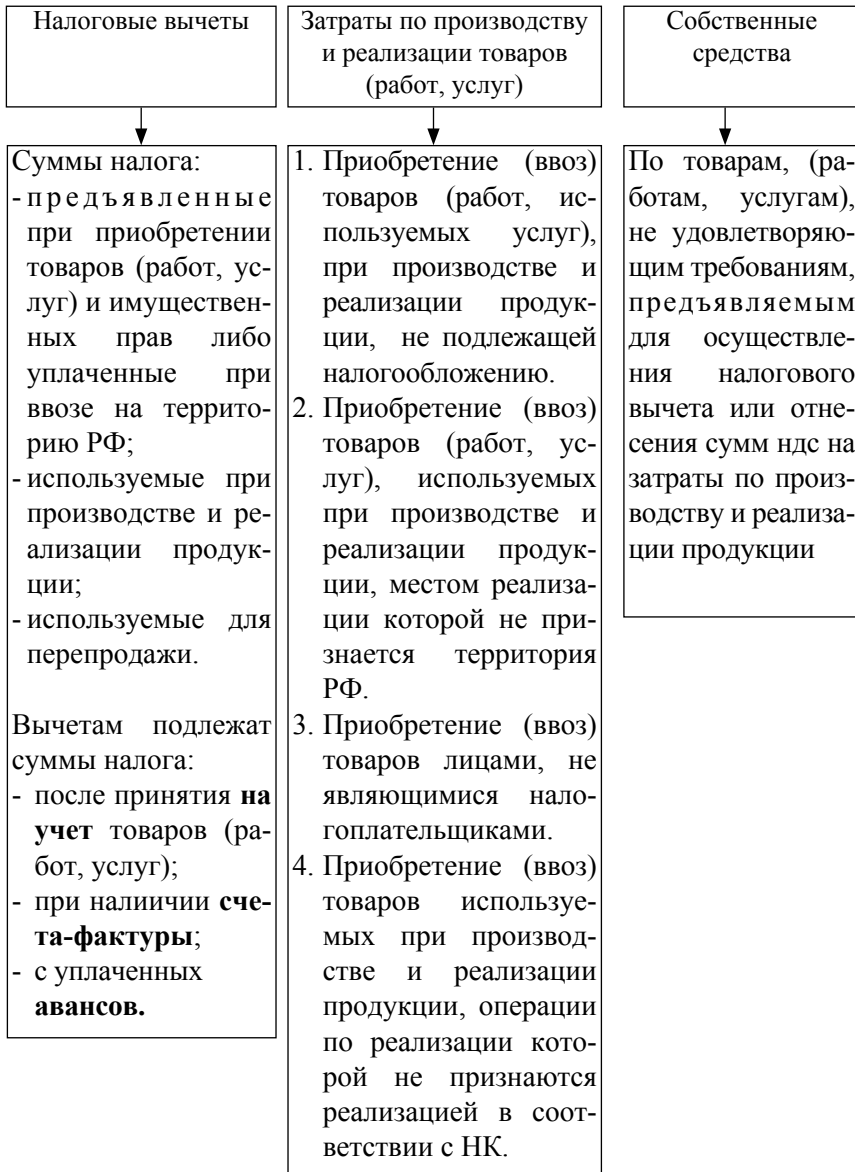 Налоговые вычеты
Суммы налога:
- предъявленные
при приобретении
товаров (работ, ус-
луг) и имуществен-
ных прав либо
уплаченные при
ввозе на террито-
рию РФ;
- используемые при
производстве и ре-
ализации продук-
ции;
- используемые для
перепродажи.
Вычетам подлежат
суммы налога:
- после принятия на
учет товаров (ра-
бот, услуг);
- при налиичии сче-
та-фактуры;
- с уплаченных
авансов.
Затраты по производству
и реализации товаров
(работ, услуг)
1. Приобретение (ввоз)
товаров (работ, ис-
пользуемых услуг),
при производстве и
реализации продук-
ции, не подлежащей
налогообложению.
2. Приобретение (ввоз)
товаров (работ, ус-
луг), используемых
при производстве и
реализации продук-
ции, местом реализа-
ции которой не при-
знается территория
РФ.
3. Приобретение (ввоз)
товаров лицами, не
являющимися нало-
гоплательщиками.
4. Приобретение (ввоз)
товаров используе-
мых при производ-
стве и реализации
продукции, операции
по реализации кото-
рой не признаются
реализацией в соот-
ветствии с НК.
Собственные
средства
По товарам, (ра-
ботам, услугам),
не удовлетворяю-
щим требованиям,
предъявляемым
для осуществле-
ния налогового
вычета или отне-
сения сумм ндс на
затраты по произ-
водству и реализа-
ции продукции